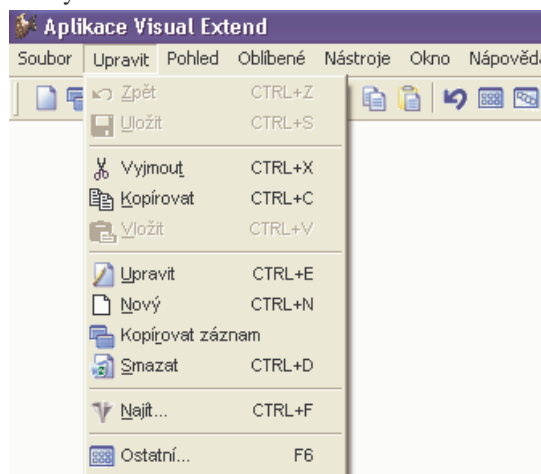 Aplikace Visual Extend
Soubor Upravit Pohled Oblíbené Nástroje Okno Nápověda
Zpět CTRL+Z
Uložit CTRL+S
Vyjmout CTRL+X
Kopírovat CTRL+C
Vložit CTRL+V
Upravit CTRL+E
Nový CTRL+N
Kopírovat záznam
Smazat CTRL+D
Najít... CTRL+F
Ostatní... F6